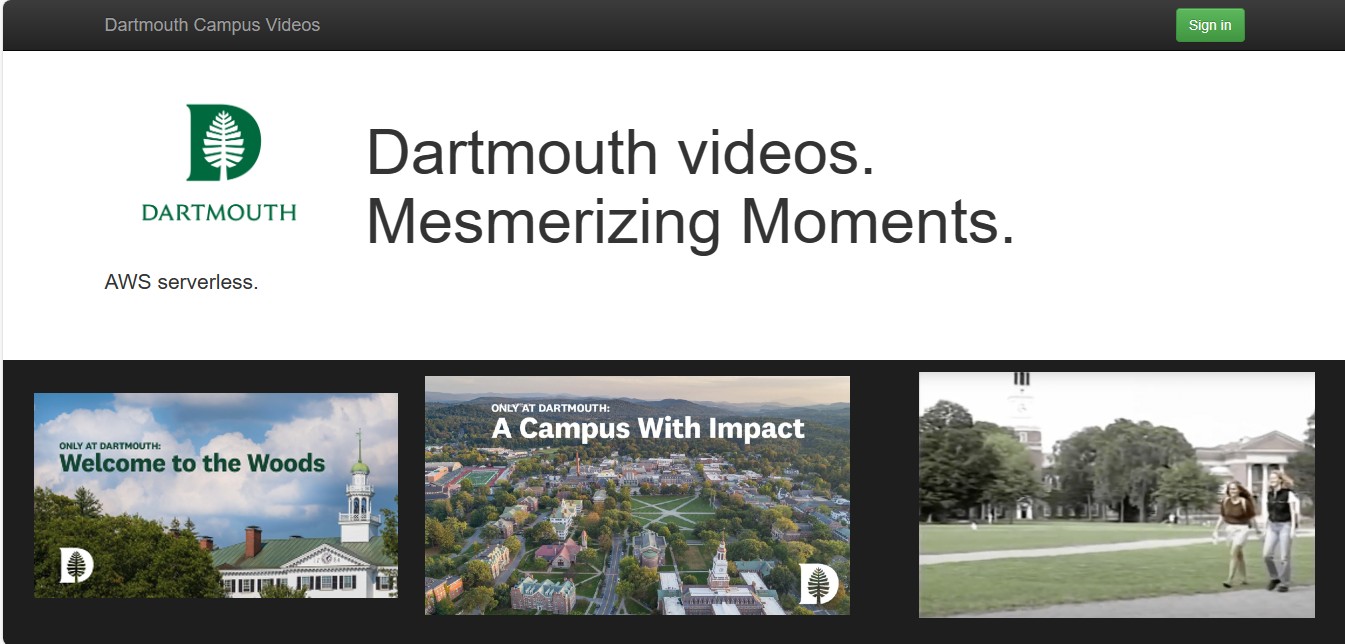 Dartmouth Campus Videos
Sign in
DARTMOUTH
Dartmouth videos.
Mesmerizing Moments.
AWS serverless.
ONLY AT DARTMOUTH:
Welcome to the Woods
ONLY AT DARTMOUTH:
A Campus With Impact